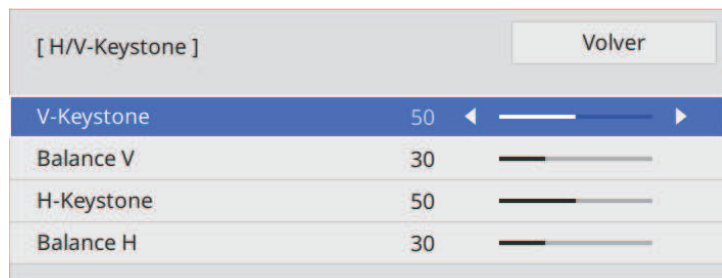 [ H/V-Keystone ] Volver
V-Keystone 50
Balance V 30
H-Keystone 50
Balance H 30